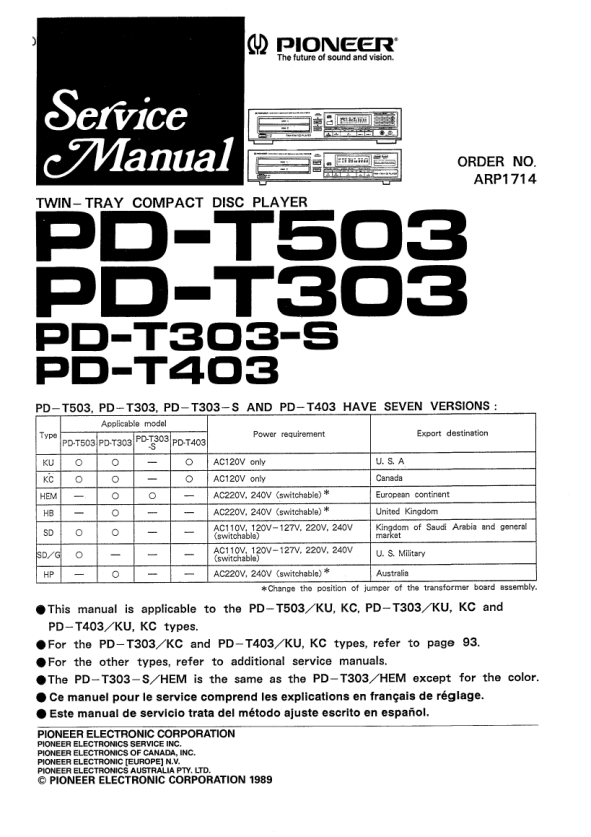 Service
Manual
PIONEER®
The future of sound and vision.
ORDER NO.
ARP1714
TWIN-TRAY COMPACT DISC PLAYER
PD-T503
PD-T303
PD-T303-S
PD-T403
PD-T503, PD-T303, PD-T303-S AND PD-T403 HAVE SEVEN VERSIONS :
Type Applicable model Power requirement Export destination
PD-T503 PD-T303 PD-T303-S PD-T403
KU ○ ○ — ○ AC120V only U. S. A
KC ○ ○ — ○ AC120V only Canada
HEM — ○ ○ — AC220V, 240V (switchable) * European continent
HB — ○ — — AC220V, 240V (switchable) * United Kingdom
SD ○ ○ — — AC110V, 120V-127V, 220V, 240V (switchable) Kingdom of Saudi Arabia and general market
SD/G ○ — — — AC110V, 120V-127V, 220V, 240V (switchable) U. S. Military
HP — ○ — — AC220V, 240V (switchable) * Australia
*Change the position of jumper of the transformer board assembly.
●This manual is applicable to the PD-T503/KU, KC, PD-T303/KU, KC and
PD-T403/KU, KC types.
●For the PD-T303/KC and PD-T403/KU, KC types, refer to page 93.
●For the other types, refer to additional service manuals.
●The PD-T303-S/HEM is the same as the PD-T303/HEM except for the color.
● Ce manuel pour le service comprend les explications en français de réglage.
● Este manual de servicio trata del método ajuste escrito en español.
PIONEER ELECTRONIC CORPORATION
PIONEER ELECTRONICS SERVICE INC.
PIONEER ELECTRONICS OF CANADA, INC.
PIONEER ELECTRONIC [EUROPE] N.V.
PIONEER ELECTRONICS AUSTRALIA PTY. LTD.
© PIONEER ELECTRONIC CORPORATION 1989